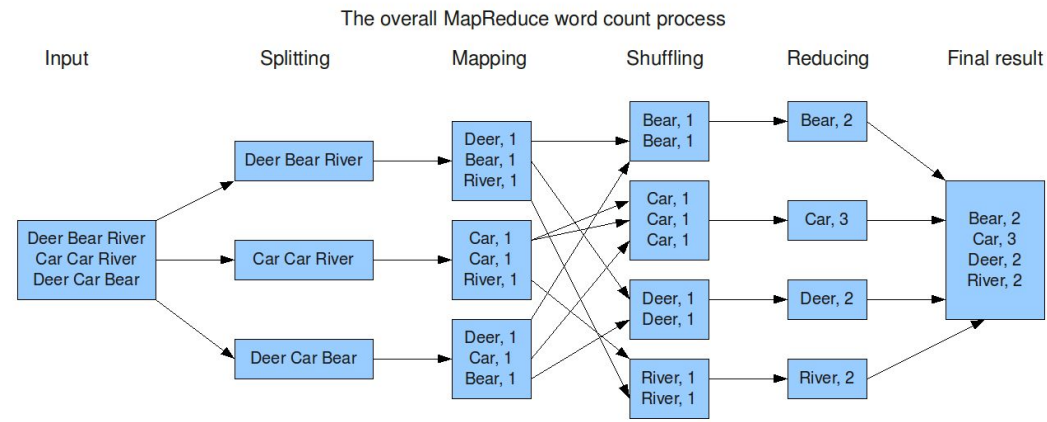 The overall MapReduce word count process
Input
Splitting
Mapping
Shuffling
Reducing
Final result
Deer Bear River
Car Car River
Deer Car Bear
Deer Bear River
Car Car River
Deer Car Bear
Deer, 1
Bear, 1
River, 1
Car, 1
Car, 1
River, 1
Deer, 1
Car, 1
Bear, 1
Bear, 1
Bear, 1
Car, 1
Car, 1
Car, 1
Deer, 1
Deer, 1
River, 1
River, 1
Bear, 2
Car, 3
Deer, 2
River, 2
Bear, 2
Car, 3
Deer, 2
River, 2